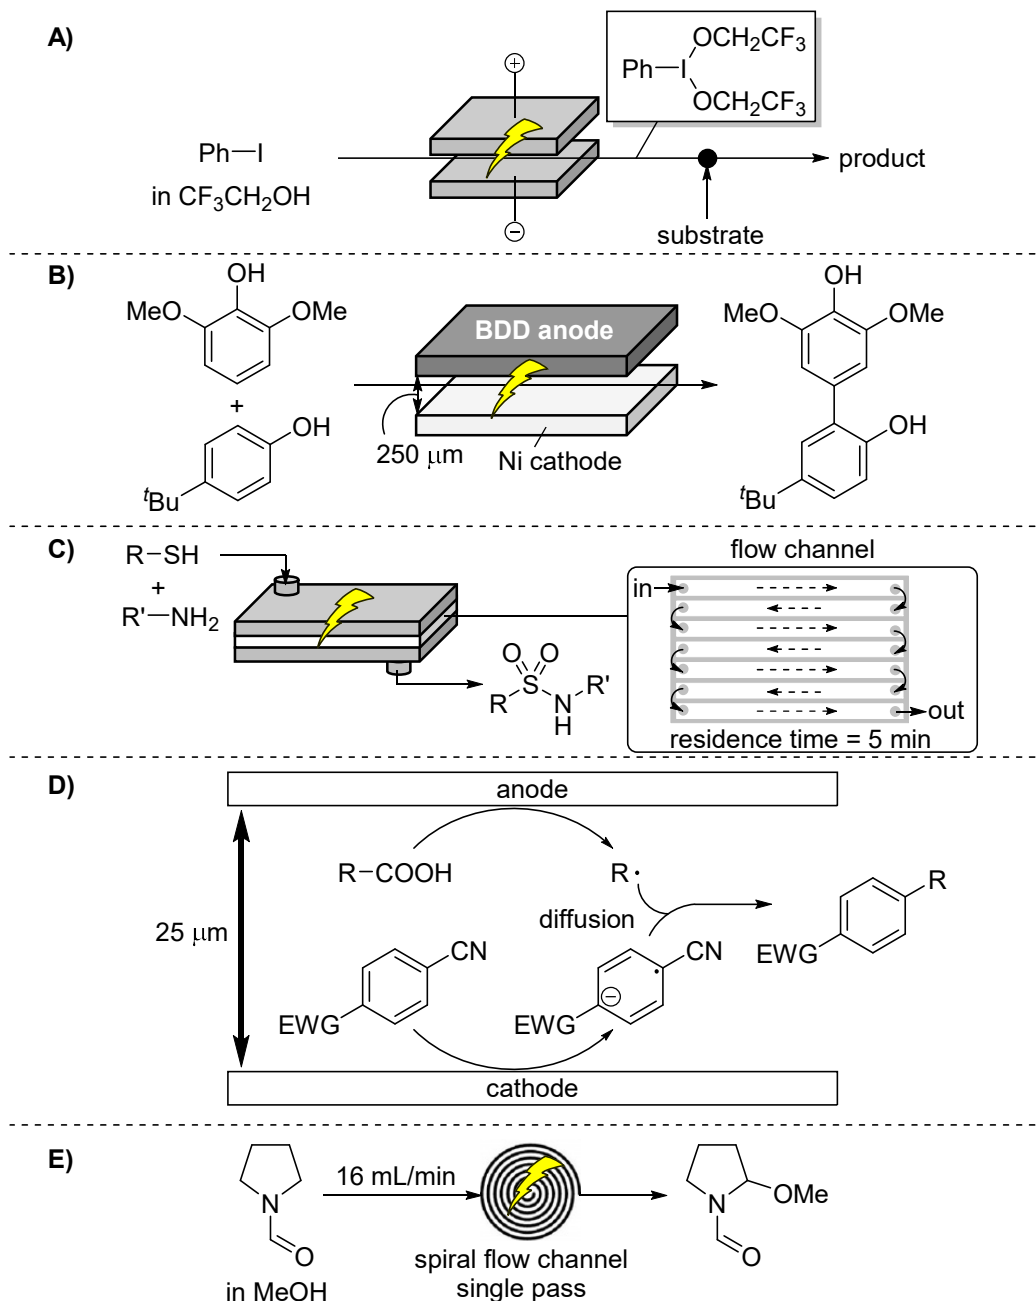 A)
Ph–I
in CF₃CH₂OH
+
−
Ph–I
OCH₂CF₃
OCH₂CF₃
product
substrate
B)
OH
MeO
OMe
+
OH
ᵗBu
BDD anode
250 μm
Ni cathode
OH
MeO
OMe
OH
ᵗBu
C)
R–SH
+
R'–NH₂
O
O
S
R
N
H
R'
flow channel
in
out
residence time = 5 min
D)
anode
R–COOH
R·
diffusion
25 μm
CN
EWG
CN
−
EWG
R
EWG
cathode
E)
N
O
in MeOH
16 mL/min
spiral flow channel
single pass
N
OMe
O